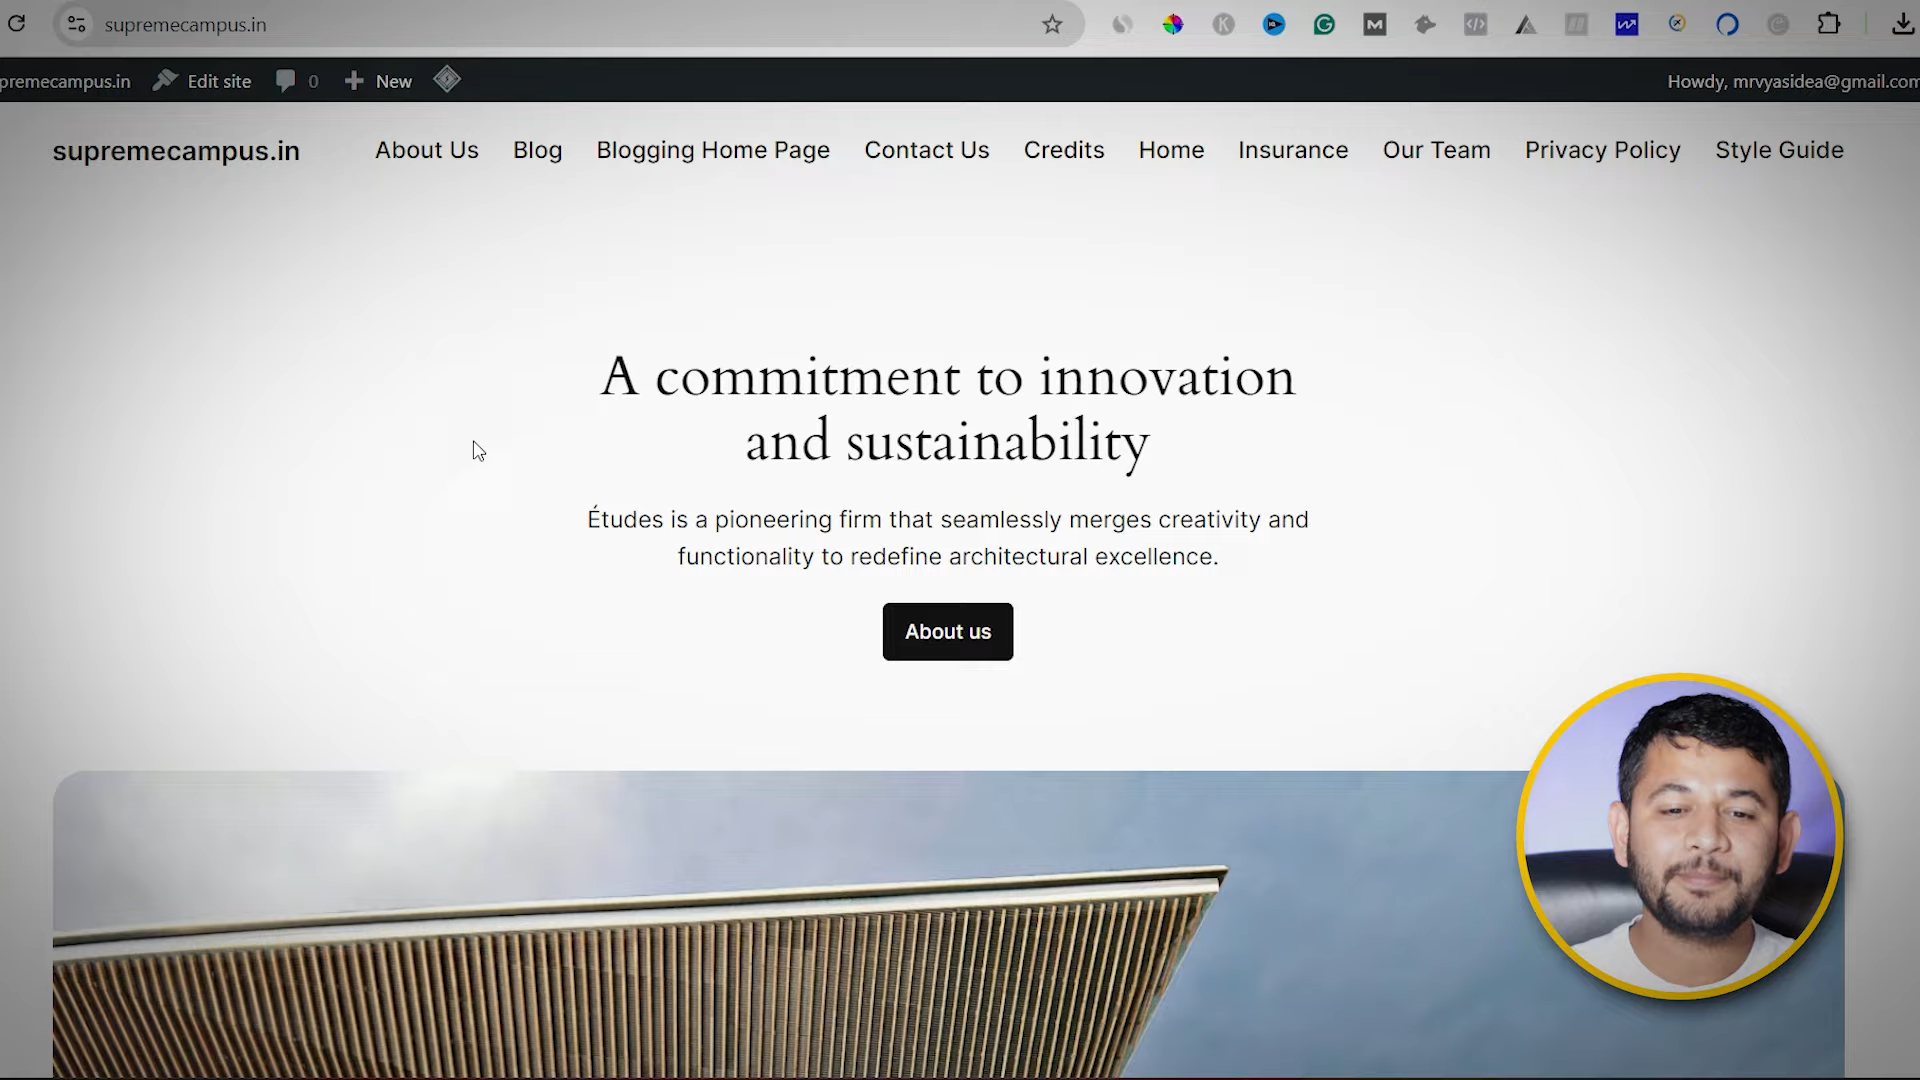 supremecampus.in
premecampus.in Edit site 0 New Howdy, mrvyasidea@gmail.com
supremecampus.in About Us Blog Blogging Home Page Contact Us Credits Home Insurance Our Team Privacy Policy Style Guide
A commitment to innovation
and sustainability
Études is a pioneering firm that seamlessly merges creativity and
functionality to redefine architectural excellence.
About us